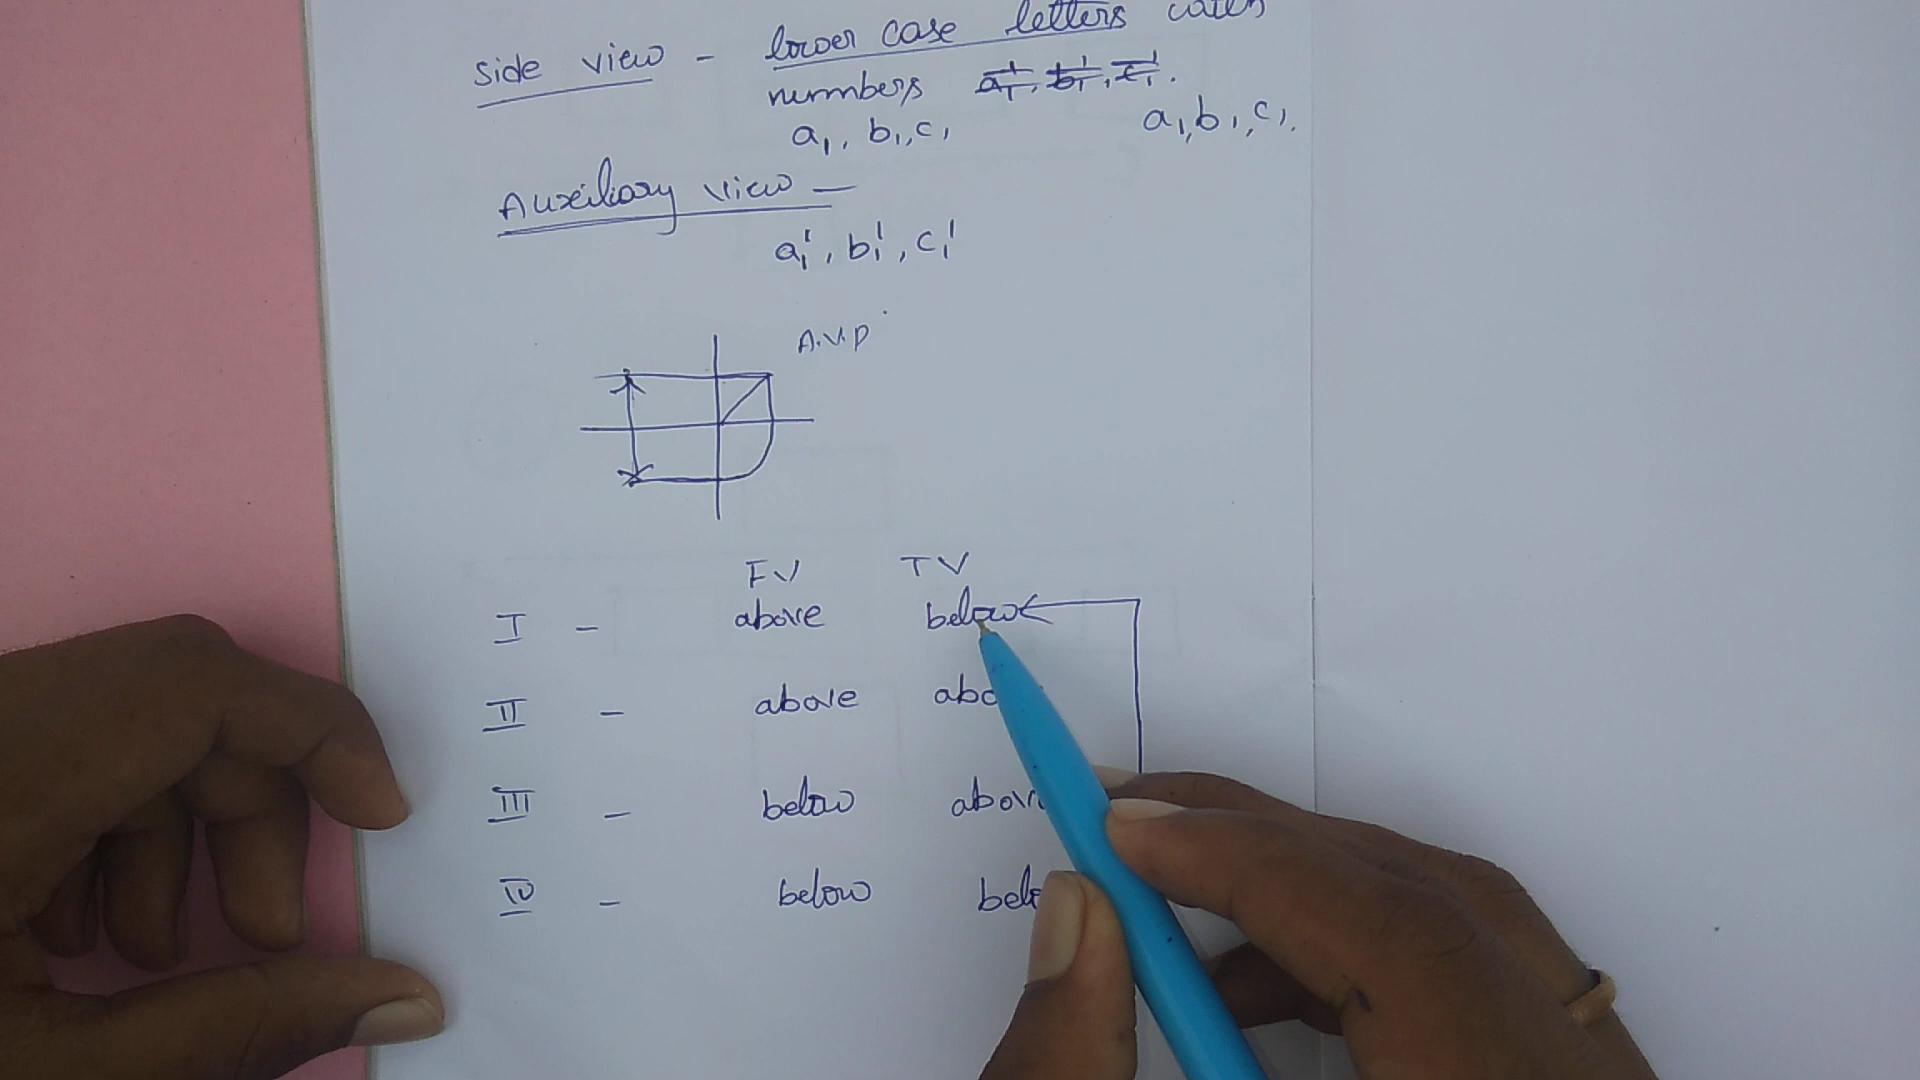 side view - lower case letters with
numbers a₁', b₁', c₁'.
a₁, b₁, c₁ a₁, b₁, c₁.
Auxiliary view -
a₁', b₁', c₁'
A.V.P
FV TV
I - above below
II - above
III - below above
IV - below